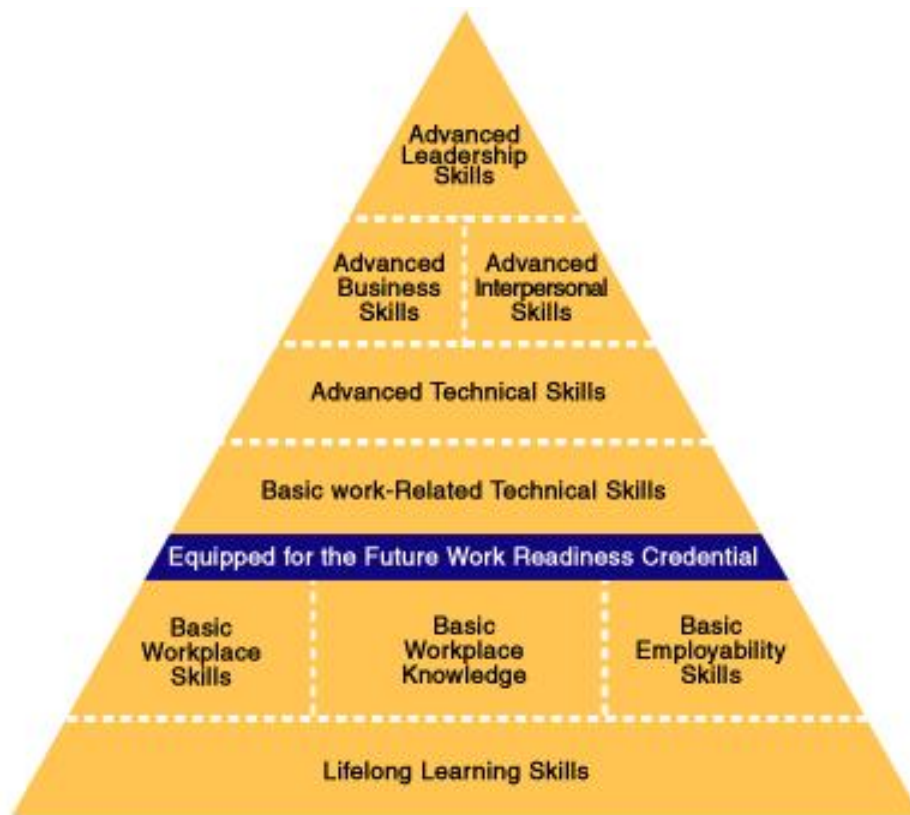 Advanced
Leadership
Skills
Advanced
Business
Skills
Advanced
Interpersonal
Skills
Advanced Technical Skills
Basic work-Related Technical Skills
Equipped for the Future Work Readiness Credential
Basic
Workplace
Skills
Basic
Workplace
Knowledge
Basic
Employability
Skills
Lifelong Learning Skills